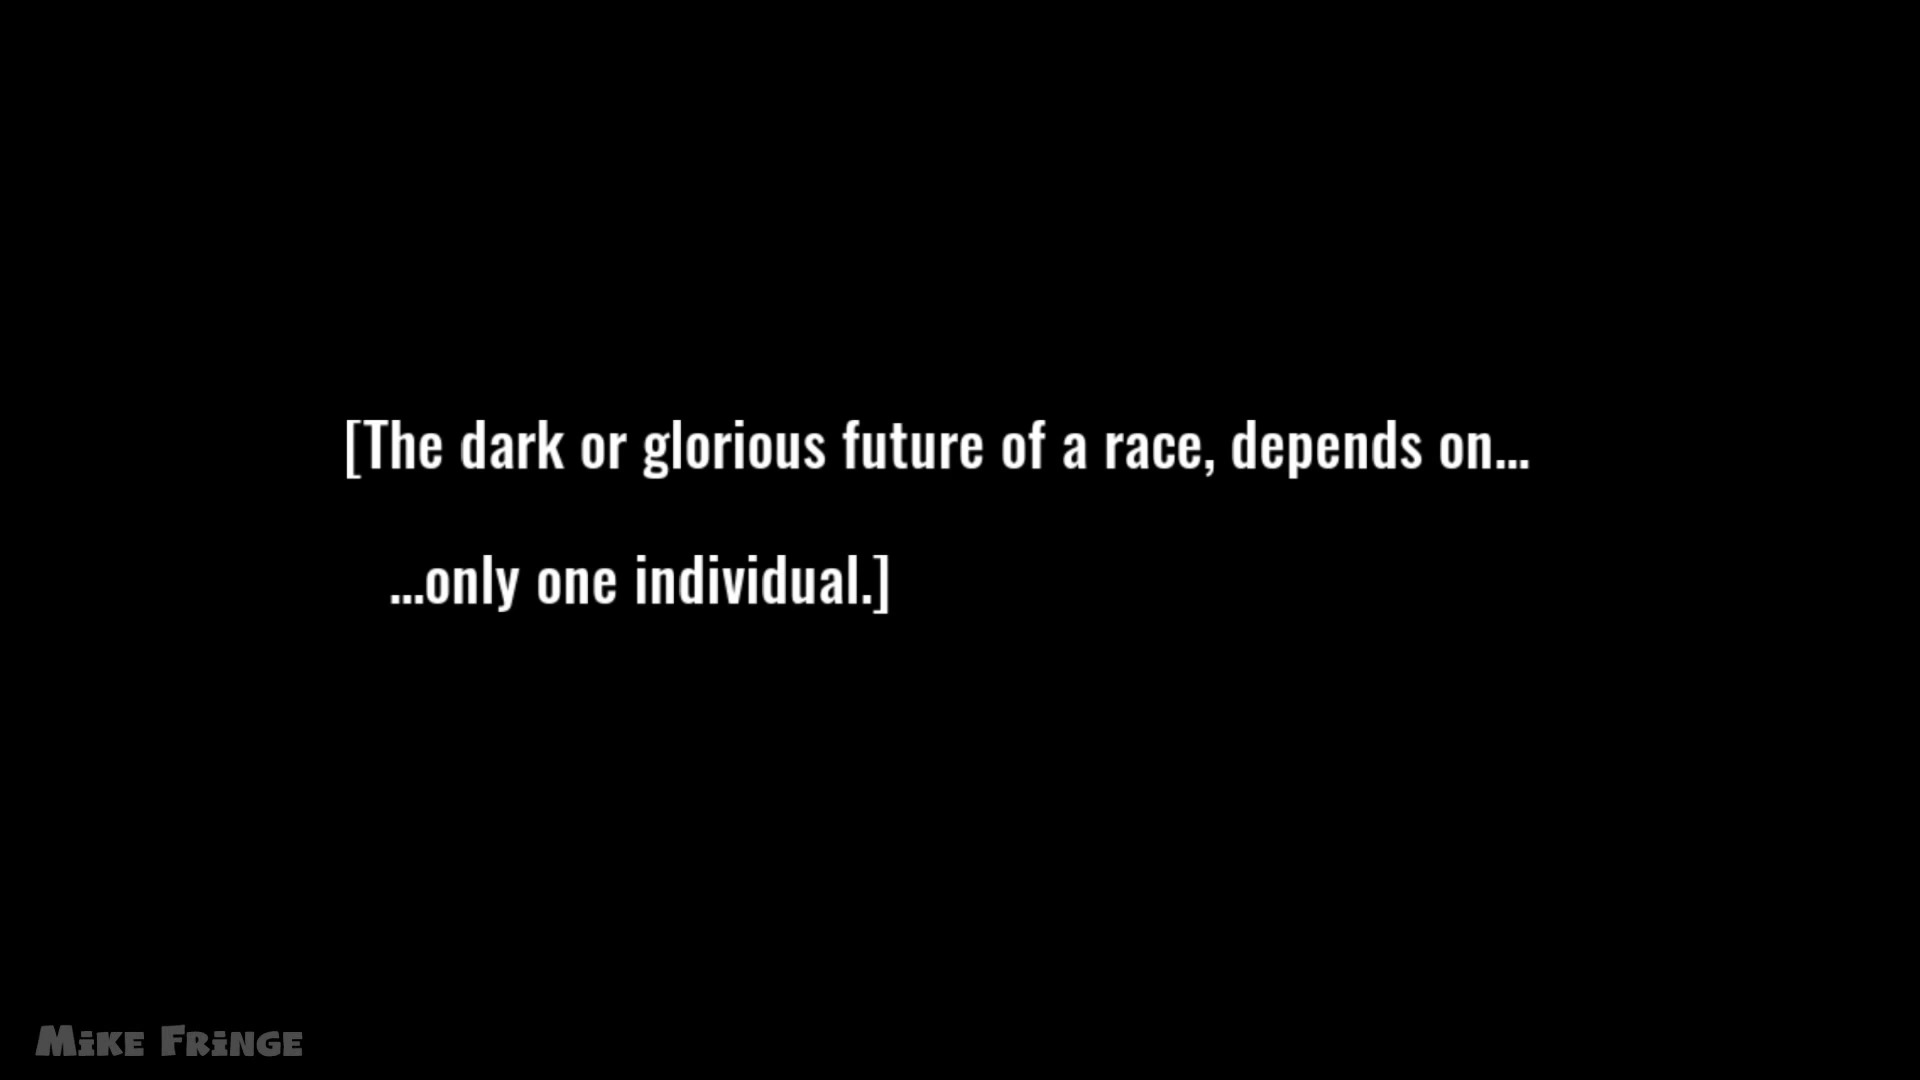 [The dark or glorious future of a race, depends on...
...only one individual.]
MiKE FRiNGE